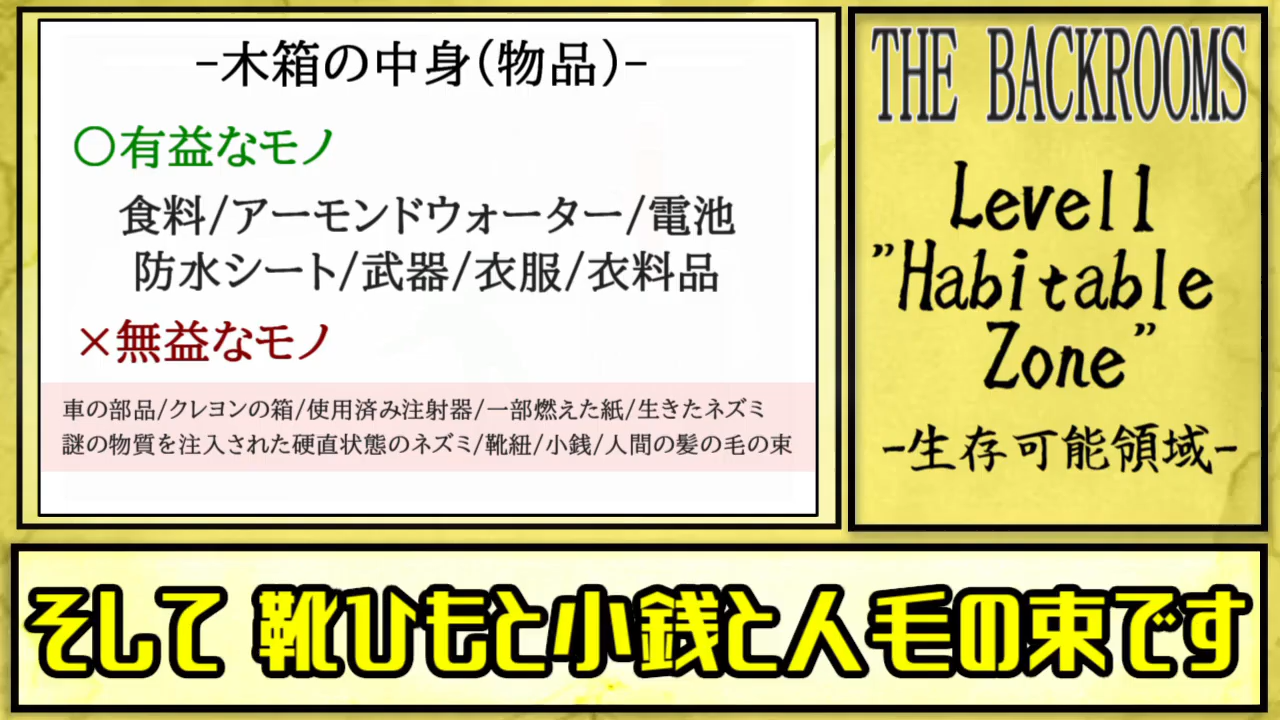 -木箱の中身(物品)-
○有益なモノ
食料/アーモンドウォーター/電池
防水シート/武器/衣服/衣料品
×無益なモノ
車の部品/クレヨンの箱/使用済み注射器/一部燃えた紙/生きたネズミ
謎の物質を注入された硬直状態のネズミ/靴紐/小銭/人間の髪の毛の束
THE BACKROOMS
Level1
"Habitable
Zone"
-生存可能領域-
そして 靴ひもと小銭と人毛の束です